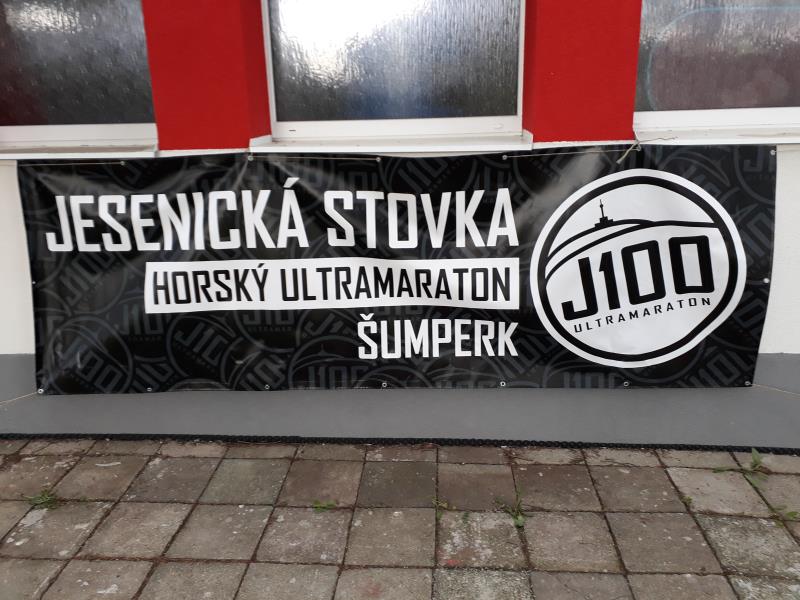 JESENICKÁ STOVKA
HORSKÝ ULTRAMARATON
ŠUMPERK
J100
ULTRAMARATON